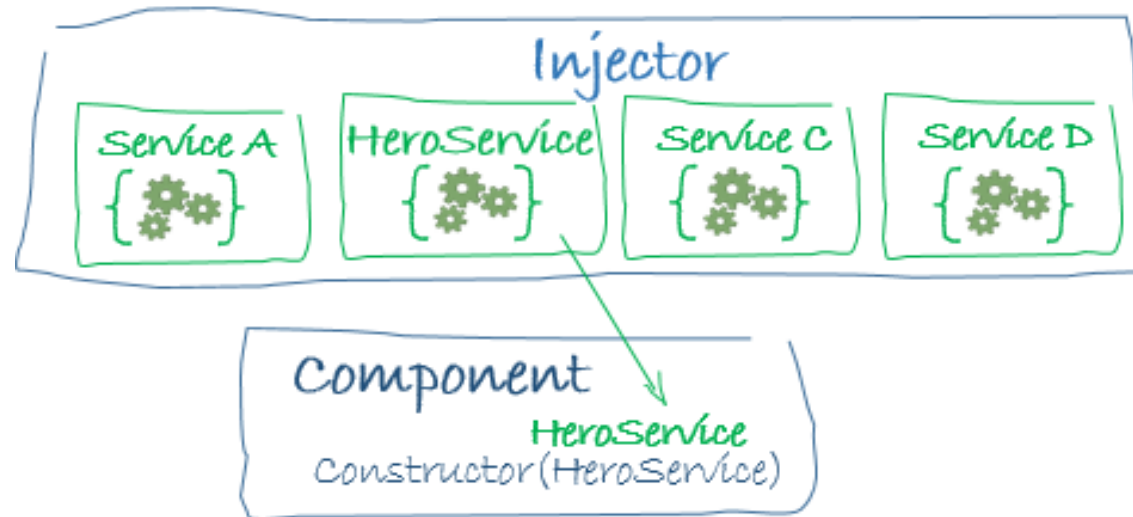 Injector
Service A
HeroService
Service C
Service D
Component
HeroService
Constructor(HeroService)